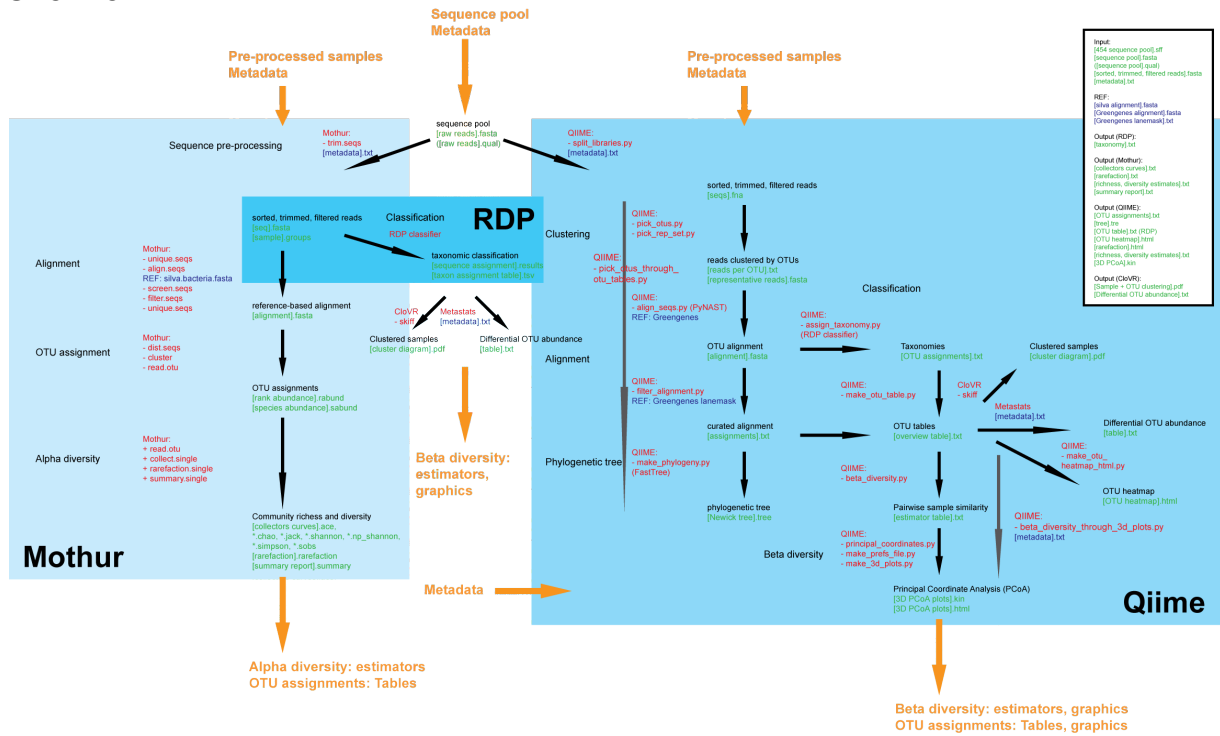 Sequence pool
Metadata
Pre-processed samples
Metadata
Pre-processed samples
Metadata
Input:
[454 sequence pool].sff
[sequence pool].fasta
([sequence pool].qual)
[sorted, trimmed, filtered reads].fasta
[metadata].txt
REF:
[silva alignment].fasta
[Greengenes alignment].fasta
[Greengenes lanemask].txt
Output (RDP):
[taxonomy].txt
Output (Mothur):
[collectors curves].txt
[rarefaction].txt
[richness, diversity estimates].txt
[summary report].txt
Output (QIIME):
[OTU assignments].txt
[tree].tre
[OTU table].txt (RDP)
[OTU heatmap].html
[rarefaction].html
[richness, diversity estimates].txt
[3D PCoA].kin
Output (CloVR):
[Sample + OTU clustering].pdf
[Differential OTU abundance].txt
sequence pool
[raw reads].fasta
([raw reads].qual)
Sequence pre-processing
Mothur:
- trim.seqs
[metadata].txt
QIIME:
- split_libraries.py
[metadata].txt
sorted, trimmed, filtered reads
[seq].fasta
[sample].groups
Classification
RDP classifier
RDP
taxonomic classification
[sequence assignment].results
[taxon assignment table].tsv
Alignment
Mothur:
- unique.seqs
- align.seqs
REF: silva.bacteria.fasta
- screen.seqs
- filter.seqs
- unique.seqs
reference-based alignment
[alignment].fasta
CloVR
- skiff
Metastats
[metadata].txt
Clustered samples
[cluster diagram].pdf
Differential OTU abundance
[table].txt
OTU assignment
Mothur:
- dist.seqs
- cluster
- read.otu
OTU assignments
[rank abundance].rabund
[species abundance].sabund
Alpha diversity
Mothur:
+ read.otu
+ collect.single
+ rarefaction.single
+ summary.single
Beta diversity:
estimators,
graphics
Community richess and diversity
[collectors curves].ace,
*.chao, *.jack, *.shannon, *.np_shannon,
*.simpson, *.sobs
[rarefaction].rarefaction
[summary report].summary
Mothur
Alpha diversity: estimators
OTU assignments: Tables
Metadata
sorted, trimmed, filtered reads
[seqs].fna
Clustering
QIIME:
- pick_otus.py
- pick_rep_set.py
QIIME:
- pick_otus_through_
otu_tables.py
reads clustered by OTUs
[reads per OTU].txt
[representative reads].fasta
Classification
QIIME:
- align_seqs.py (PyNAST)
REF: Greengenes
QIIME:
- assign_taxonomy.py
(RDP classifier)
Alignment
OTU alignment
[alignment].fasta
Taxonomies
[OTU assignments].txt
Clustered samples
[cluster diagram].pdf
QIIME:
- filter_alignment.py
REF: Greengenes lanemask
QIIME:
- make_otu_table.py
CloVR
- skiff
Metastats
[metadata].txt
curated alignment
[assignments].txt
OTU tables
[overview table].txt
Differential OTU abundance
[table].txt
Phylogenetic tree
QIIME:
- make_phylogeny.py
(FastTree)
QIIME:
- beta_diversity.py
QIIME:
- make_otu_
heatmap_html.py
OTU heatmap
[OTU heatmap].html
phylogenetic tree
[Newick tree].tree
Pairwise sample similarity
[estimator table].txt
QIIME:
- beta_diversity_through_3d_plots.py
[metadata].txt
Beta diversity
QIIME:
- principal_coordinates.py
- make_prefs_file.py
- make_3d_plots.py
Principal Coordinate Analysis (PCoA)
[3D PCoA plots].kin
[3D PCoA plots].html
Qiime
Beta diversity: estimators, graphics
OTU assignments: Tables, graphics